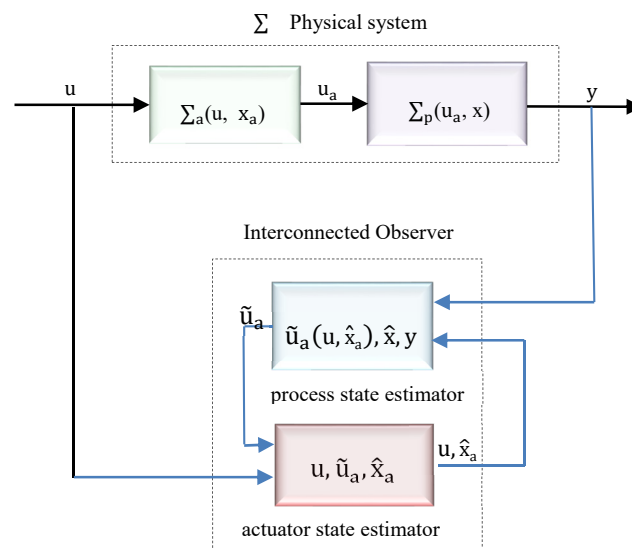 Σ Physical system
u
∑ₐ(u, xₐ)
uₐ
∑ₚ(uₐ, x)
y
Interconnected Observer
ũₐ
ũₐ(u, x̂ₐ), x̂, y
process state estimator
u, ũₐ, x̂ₐ
u, x̂ₐ
actuator state estimator